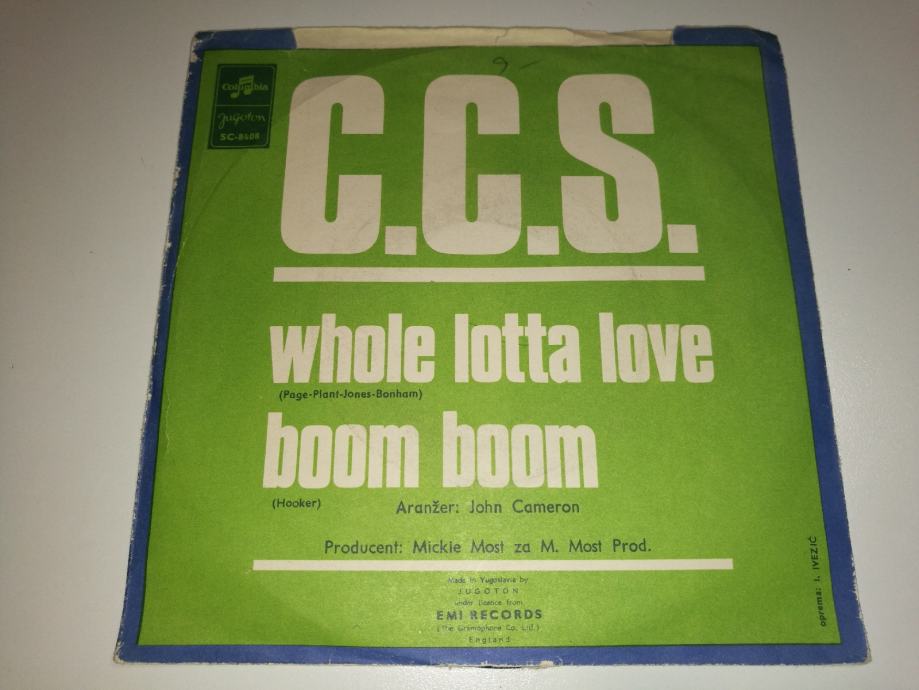 9-
Columbia
Jugoton
SC-8408
C.C.S.
whole lotta love
(Page-Plant-Jones-Bonham)
boom boom
(Hooker)
Aranžer: John Cameron
Producent: Mickie Most za M. Most Prod.
Made in Yugoslavia by
JUGOTON
under licence from
EMI RECORDS
(The Gramophone Co. Ltd.)
England
oprema: I. IVEZIĆ